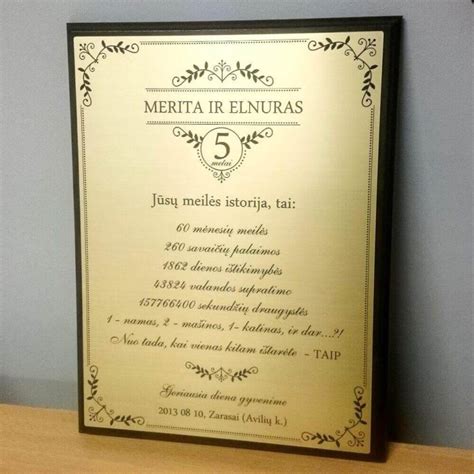 MERITA IR ELNURAS
5
metai
Jūsų meilės istorija, tai:
60 mėnesių meilės
260 savaičių palaimos
1862 dienos ištikimybės
43824 valandos supratimo
157766400 sekundžių draugystės
1 - namas, 2 - mašinos, 1- katinas, ir dar....?!
Nuo tada, kai vienas kitam ištarėte - TAIP
Geriausia diena gyvenime
2013 08 10, Zarasai (Avilių k.)